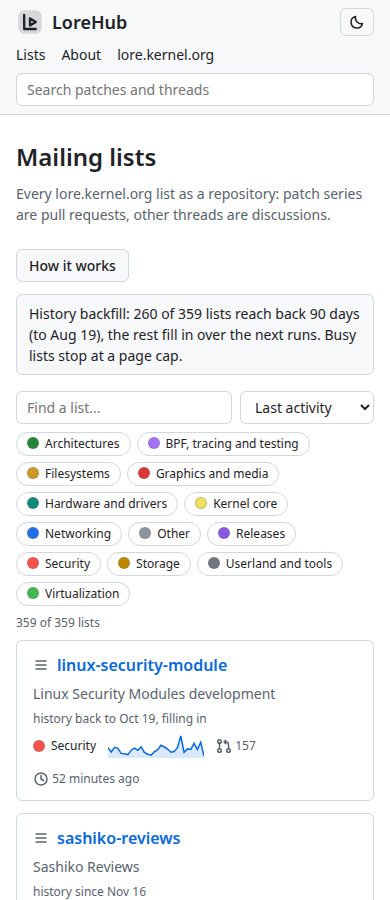 LoreHub
Lists About lore.kernel.org
Search patches and threads
Mailing lists
Every lore.kernel.org list as a repository: patch series
are pull requests, other threads are discussions.
How it works
History backfill: 260 of 359 lists reach back 90 days
(to Aug 19), the rest fill in over the next runs. Busy
lists stop at a page cap.
Find a list... Last activity
Architectures BPF, tracing and testing
Filesystems Graphics and media
Hardware and drivers Kernel core
Networking Other Releases
Security Storage Userland and tools
Virtualization
359 of 359 lists
linux-security-module
Linux Security Modules development
history back to Oct 19, filling in
Security 157
52 minutes ago
sashiko-reviews
Sashiko Reviews
history since Nov 16